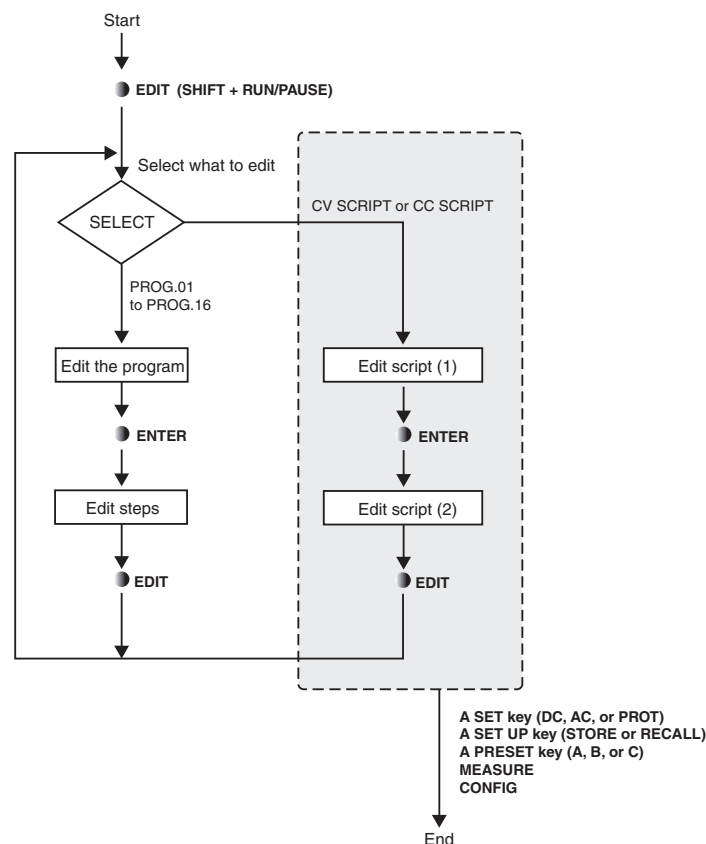 Start
EDIT (SHIFT + RUN/PAUSE)
Select what to edit
SELECT
CV SCRIPT or CC SCRIPT
PROG.01
to PROG.16
Edit the program
Edit script (1)
ENTER
ENTER
Edit steps
Edit script (2)
EDIT
EDIT
A SET key (DC, AC, or PROT)
A SET UP key (STORE or RECALL)
A PRESET key (A, B, or C)
MEASURE
CONFIG
End